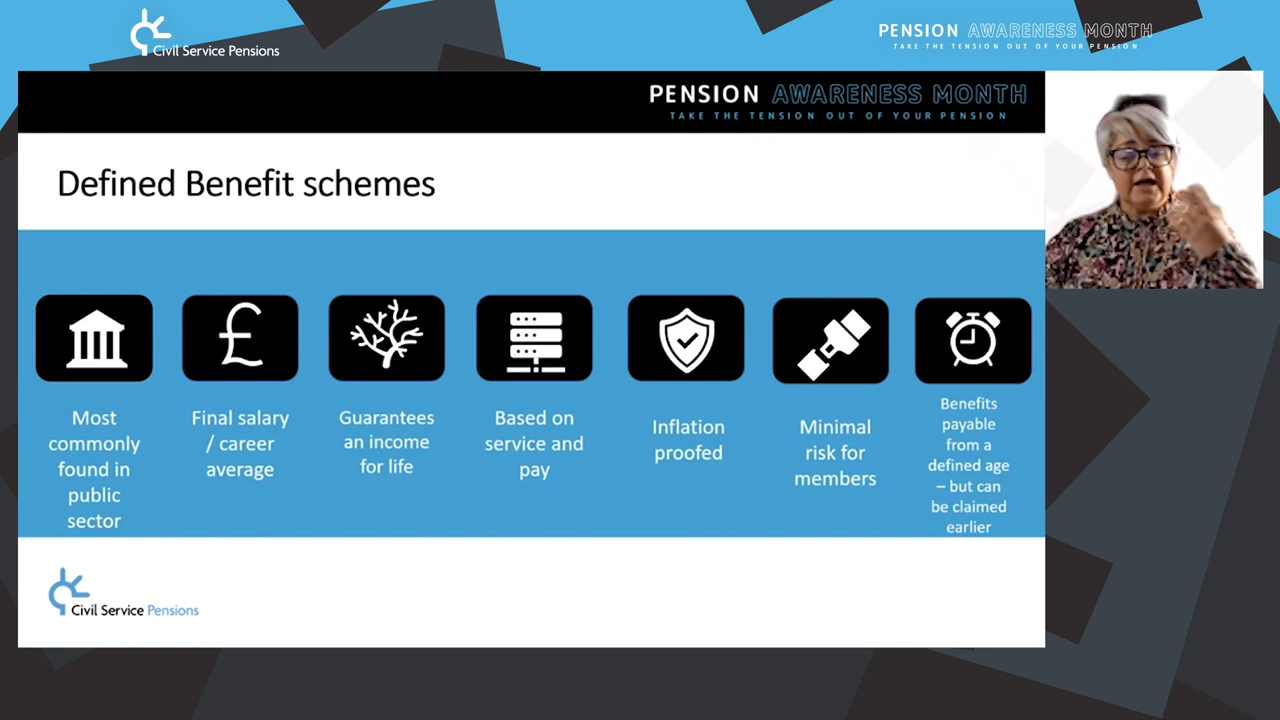 Civil Service Pensions
PENSION AWARENESS MONTH
TAKE THE TENSION OUT OF YOUR PENSION
PENSION AWARENESS MONTH
TAKE THE TENSION OUT OF YOUR PENSION
Defined Benefit schemes
Most
commonly
found in
public
sector
Final salary
/ career
average
Guarantees
an income
for life
Based on
service and
pay
Inflation
proofed
Minimal
risk for
members
Benefits
payable
from a
defined age
– but can
be claimed
earlier
Civil Service Pensions